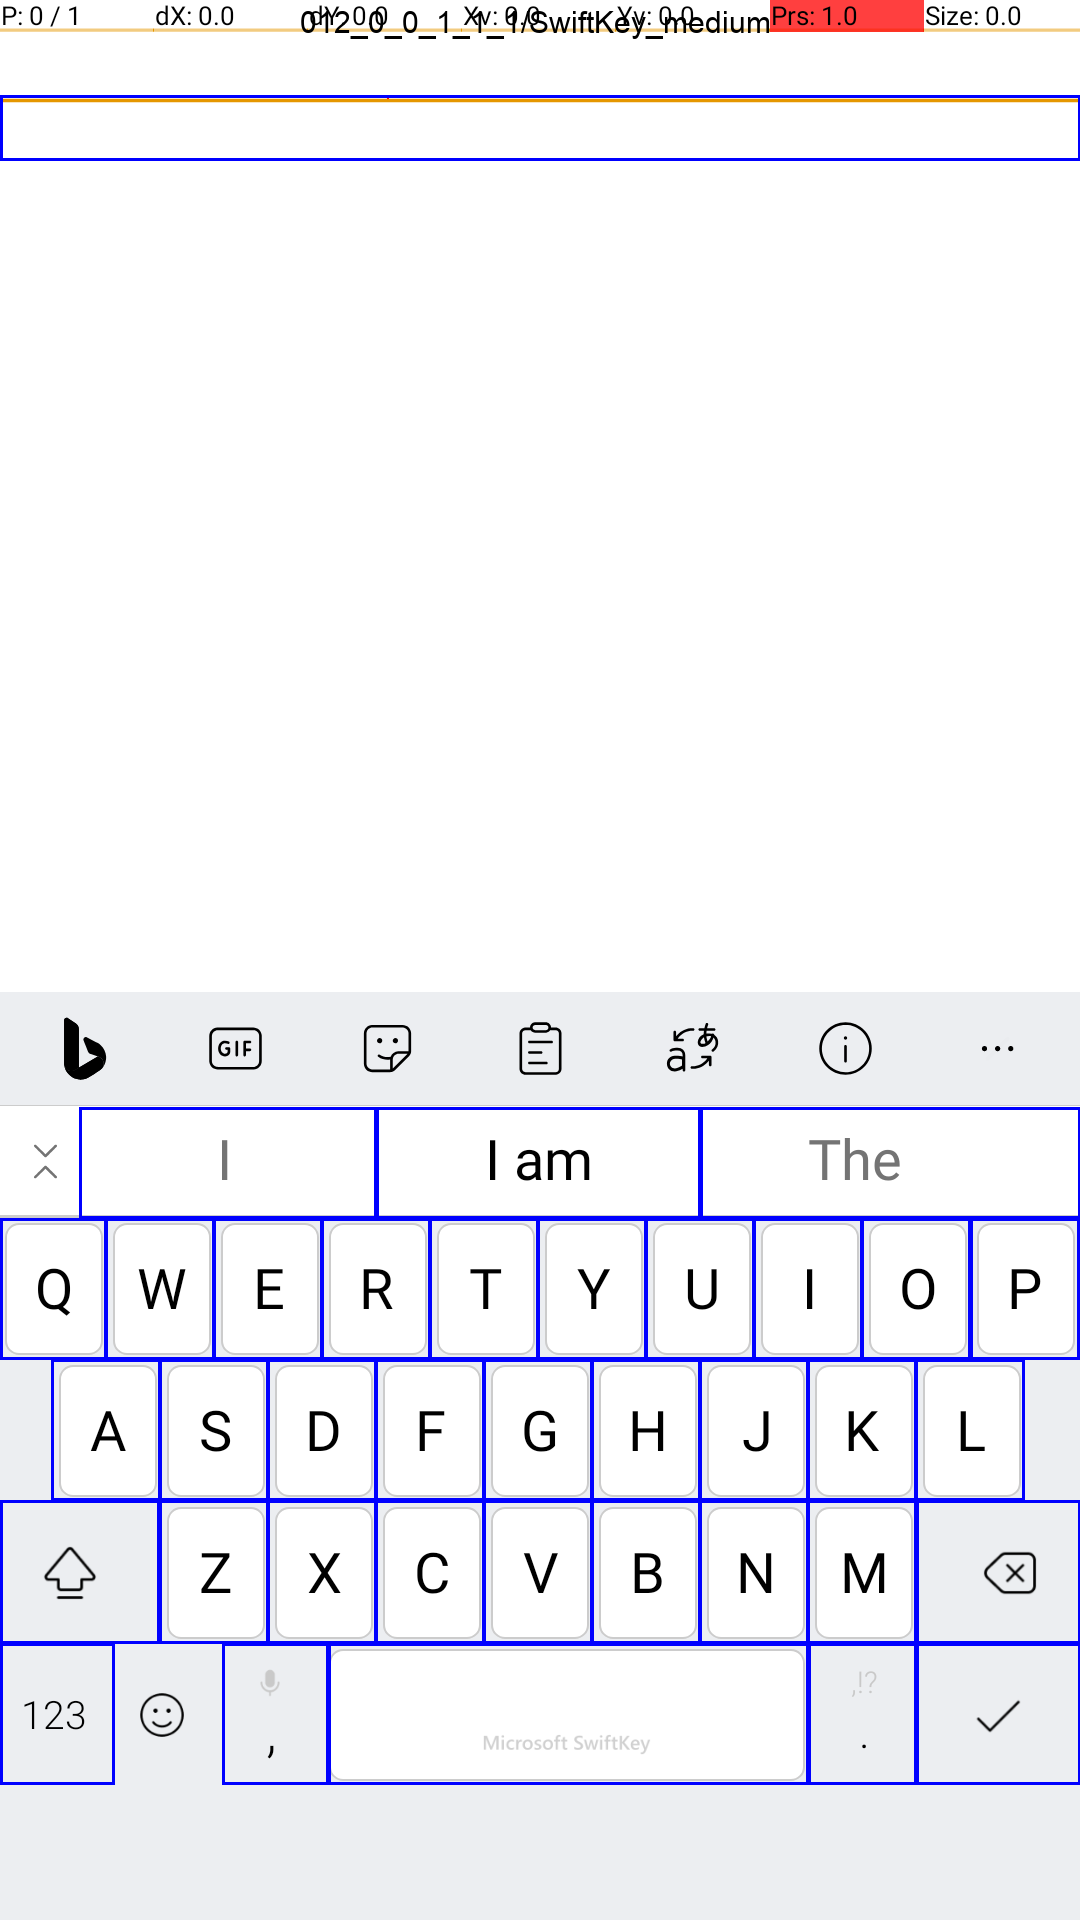 P: 0 / 1 dX: 0.0 dY: 0.0 Xv: 0.0 Yv: 0.0 Prs: 1.0 Size: 0.0
012_0_0_1_1_1/SwiftKey_medium
GIF
a あ i ...
I I am The
Q W E R T Y U I O P
A S D F G H J K L
Z X C V B N M
,!?
123 , Microsoft SwiftKey .